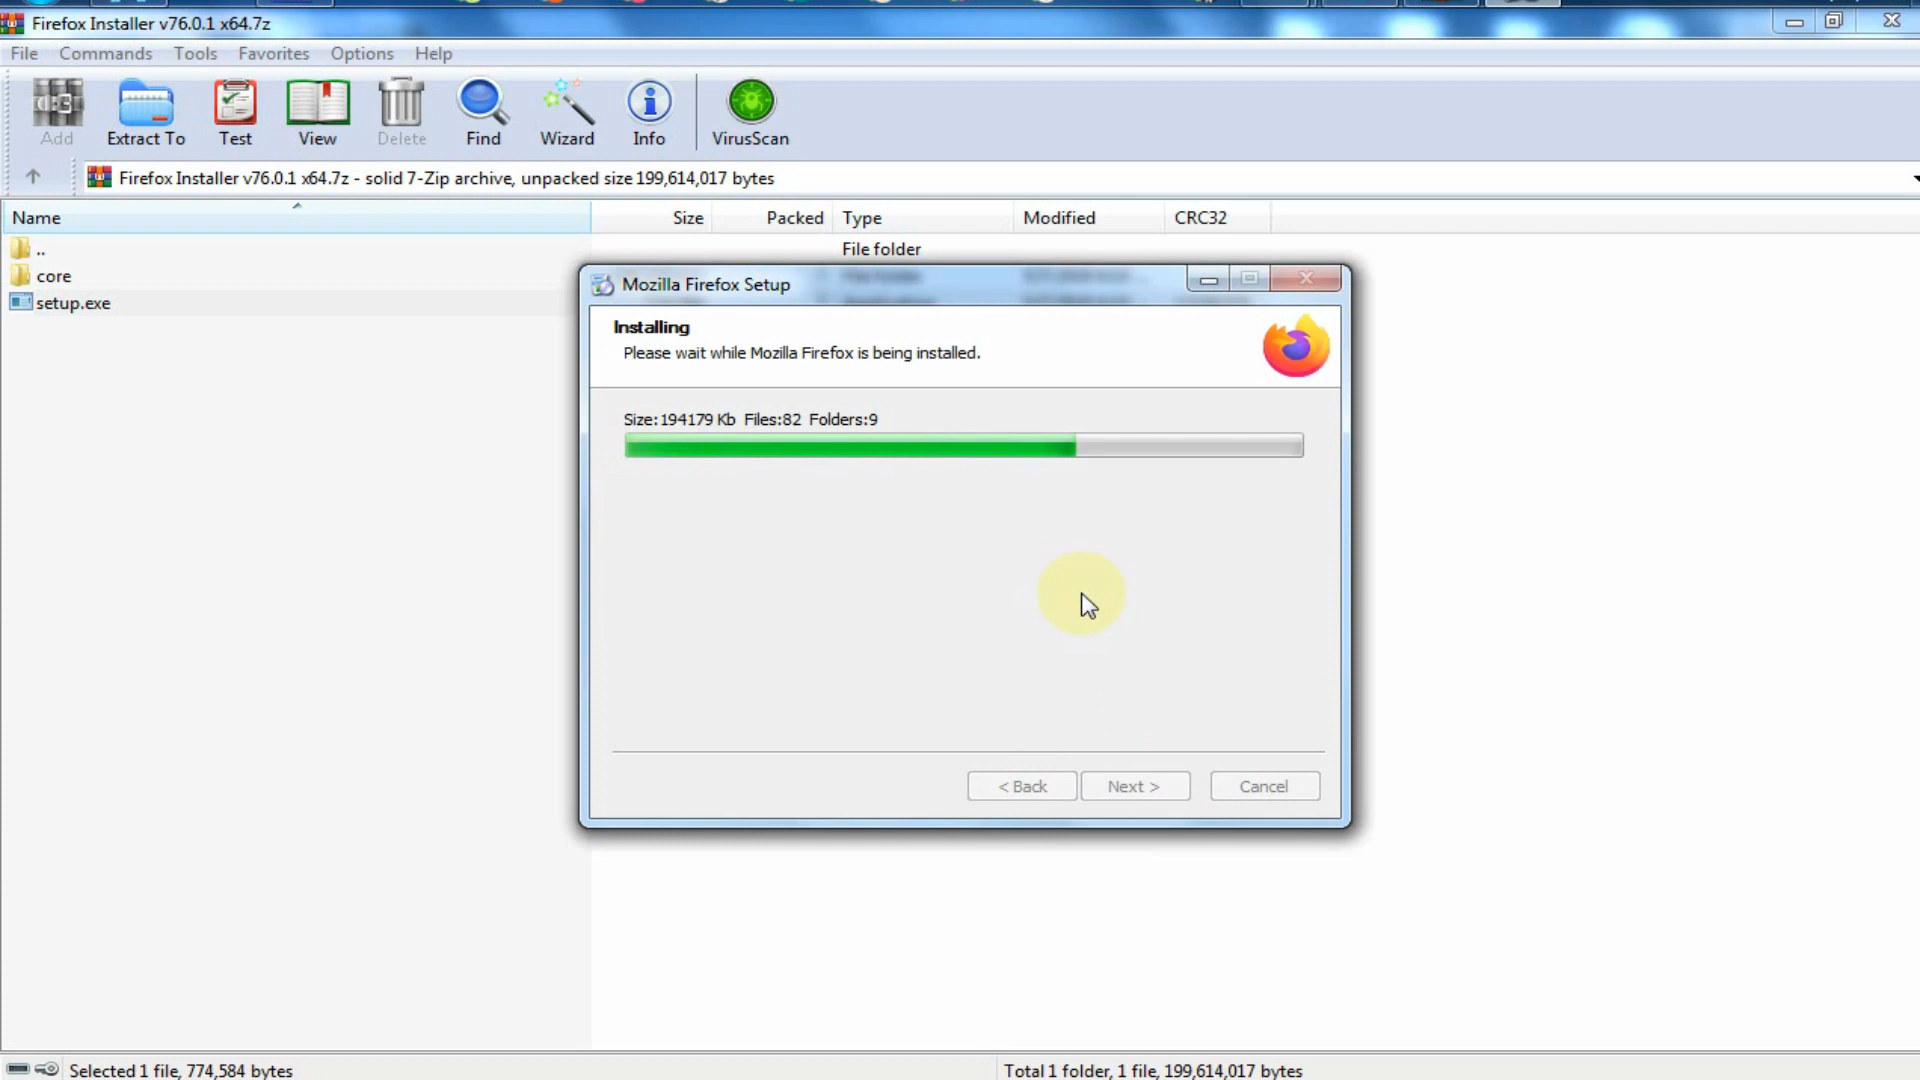 Firefox Installer v76.0.1 x64.7z
File Commands Tools Favorites Options Help
Add Extract To Test View Delete Find Wizard Info VirusScan
Firefox Installer v76.0.1 x64.7z - solid 7-Zip archive, unpacked size 199,614,017 bytes
Name Size Packed Type Modified CRC32
.. File folder
core
setup.exe
Mozilla Firefox Setup
Installing
Please wait while Mozilla Firefox is being installed.
Size:194179 Kb Files:82 Folders:9
< Back Next > Cancel
Selected 1 file, 774,584 bytes Total 1 folder, 1 file, 199,614,017 bytes